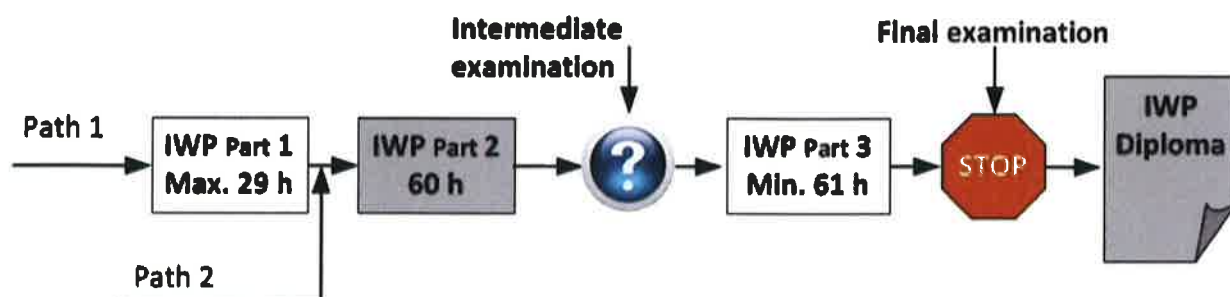 Intermediate
examination
Final examination
Path 1
IWP Part 1
Max. 29 h
IWP Part 2
60 h
?
IWP Part 3
Min. 61 h
STOP
IWP
Diploma
Path 2